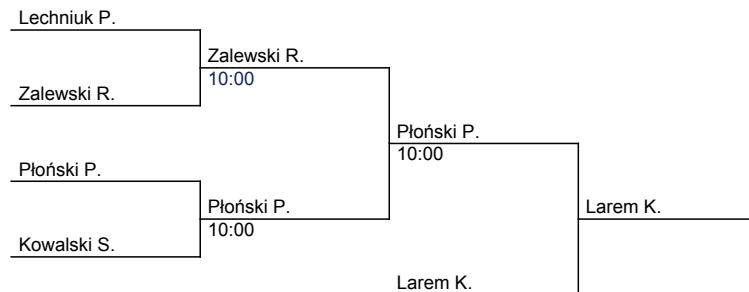 Lechniuk P.
Zalewski R.
10:00
Zalewski R.
Płoński P.
10:00
Płoński P.
Płoński P.
10:00
Larem K.
Kowalski S.
Larem K.